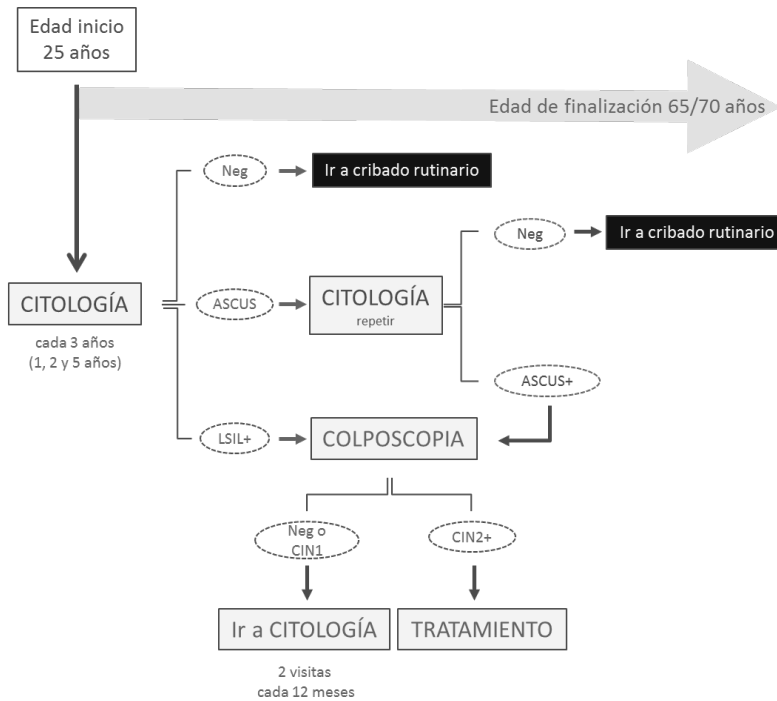 Edad inicio
25 años
Edad de finalización 65/70 años
Neg
Ir a cribado rutinario
Neg
Ir a cribado rutinario
CITOLOGÍA
cada 3 años
(1, 2 y 5 años)
ASCUS
CITOLOGÍA
repetir
ASCUS+
LSIL+
COLPOSCOPIA
Neg o
CIN1
CIN2+
Ir a CITOLOGÍA
2 visitas
cada 12 meses
TRATAMIENTO